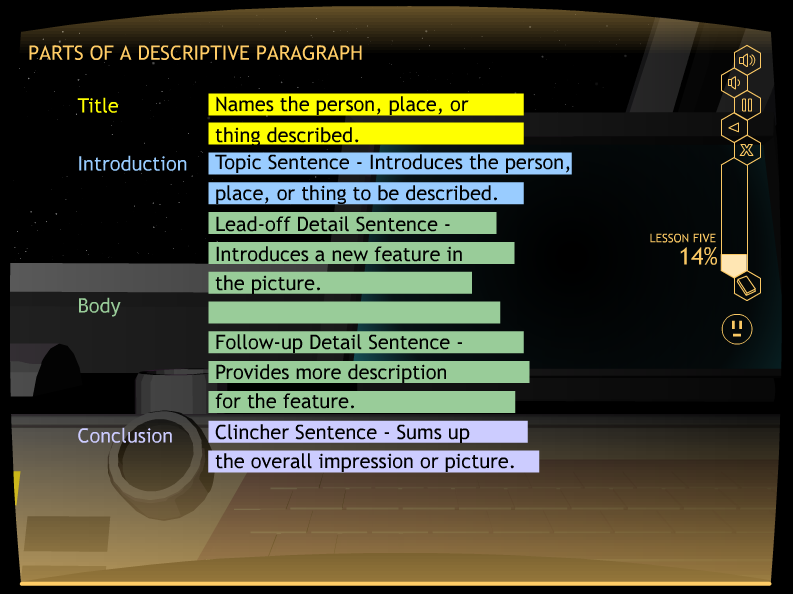 PARTS OF A DESCRIPTIVE PARAGRAPH
Title
Names the person, place, or
thing described.
Introduction
Topic Sentence - Introduces the person,
place, or thing to be described.
Body
Lead-off Detail Sentence -
Introduces a new feature in
the picture.
Follow-up Detail Sentence -
Provides more description
for the feature.
Conclusion
Clincher Sentence - Sums up
the overall impression or picture.
LESSON FIVE
14%
X